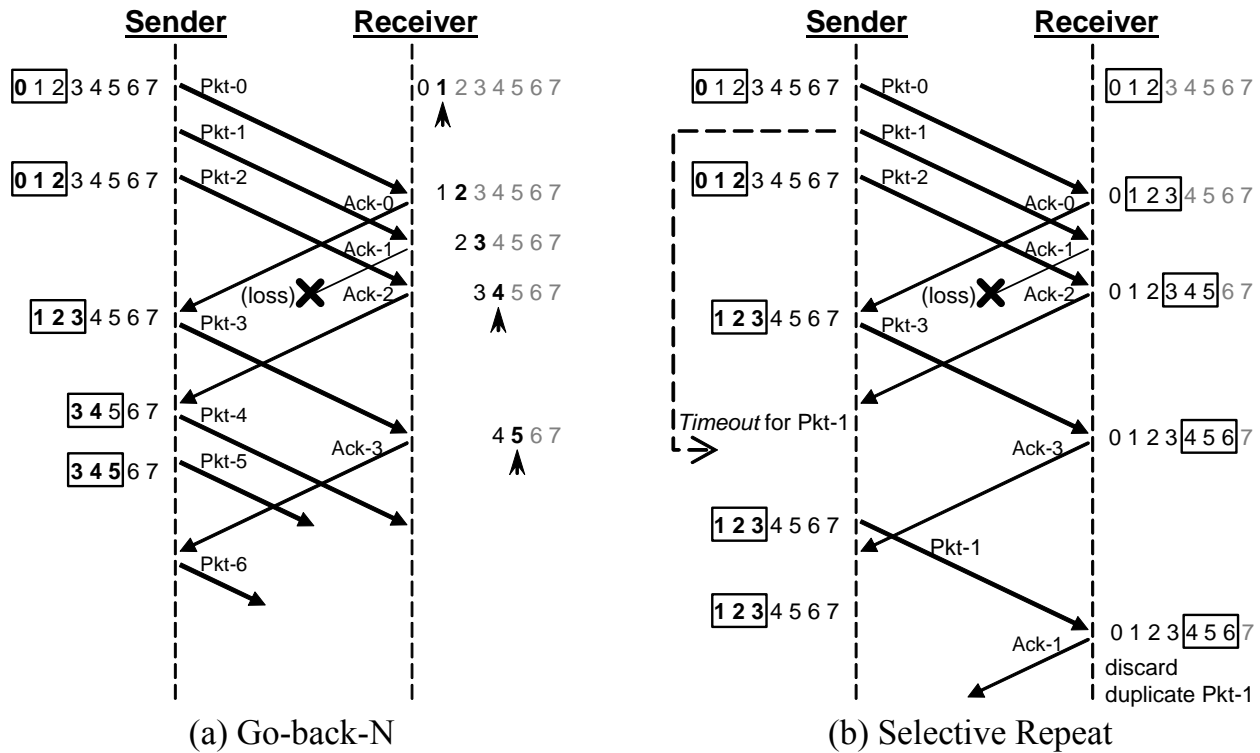 Sender
Receiver
0 1 2 3 4 5 6 7
Pkt-0
0 1 2 3 4 5 6 7
Pkt-1
0 1 2 3 4 5 6 7
Pkt-2
Ack-0
1 2 3 4 5 6 7
Ack-1
2 3 4 5 6 7
(loss)
Ack-2
3 4 5 6 7
1 2 3 4 5 6 7
Pkt-3
3 4 5 6 7
Pkt-4
Ack-3
4 5 6 7
3 4 5 6 7
Pkt-5
Pkt-6
(a) Go-back-N
Sender
Receiver
0 1 2 3 4 5 6 7
Pkt-0
0 1 2 3 4 5 6 7
Pkt-1
0 1 2 3 4 5 6 7
Pkt-2
Ack-0
0 1 2 3 4 5 6 7
Ack-1
(loss)
Ack-2
0 1 2 3 4 5 6 7
1 2 3 4 5 6 7
Pkt-3
Timeout for Pkt-1
Ack-3
0 1 2 3 4 5 6 7
1 2 3 4 5 6 7
Pkt-1
1 2 3 4 5 6 7
Ack-1
0 1 2 3 4 5 6 7
discard
duplicate Pkt-1
(b) Selective Repeat